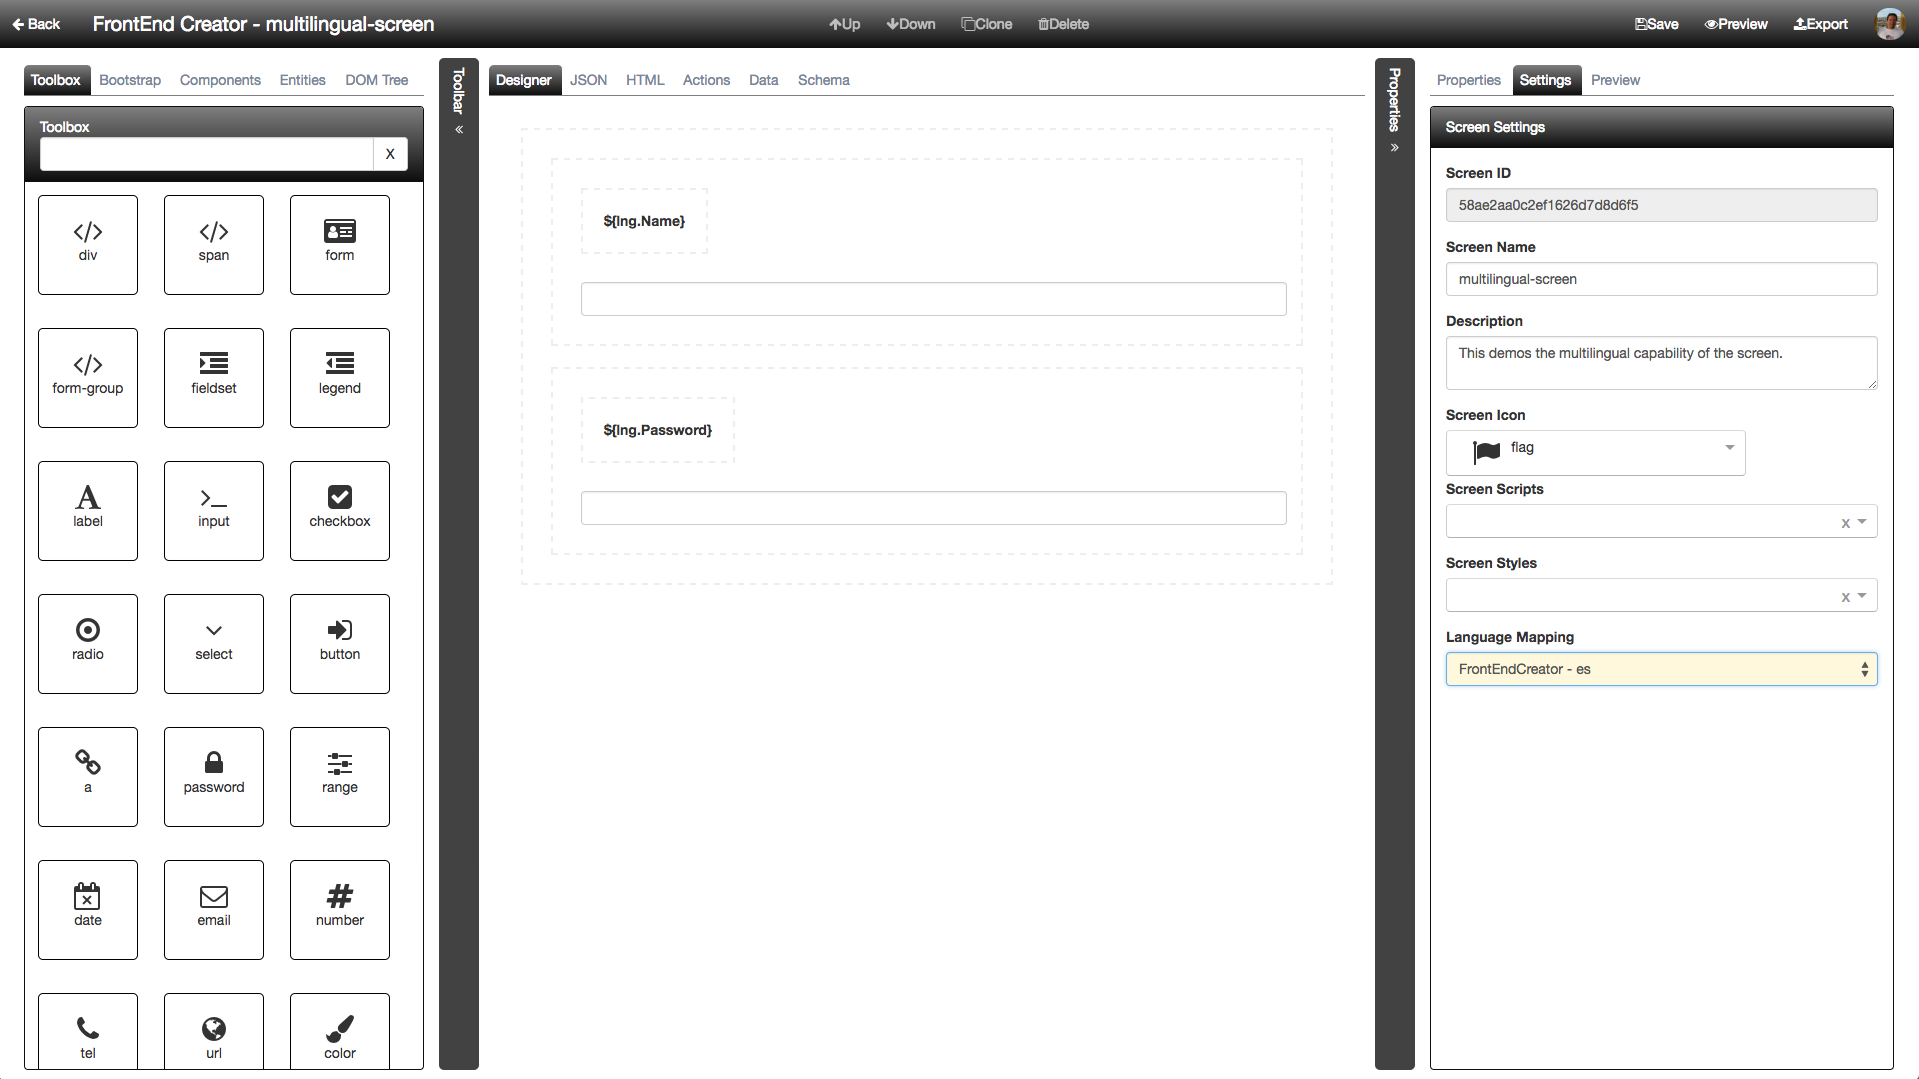 Back
FrontEnd Creator - multilingual-screen
Up
Down
Clone
Delete
Save
Preview
Export
Toolbox
Bootstrap
Components
Entities
DOM Tree
Toolbox
X
div
span
form
form-group
fieldset
legend
label
input
checkbox
radio
select
button
a
password
range
date
email
number
tel
url
color
Toolbar
Designer
JSON
HTML
Actions
Data
Schema
${lng.Name}
${lng.Password}
Properties
Properties
Settings
Preview
Screen Settings
Screen ID
58ae2aa0c2ef1626d7d8d6f5
Screen Name
multilingual-screen
Description
This demos the multilingual capability of the screen.
Screen Icon
flag
Screen Scripts
x
Screen Styles
x
Language Mapping
FrontEndCreator - es